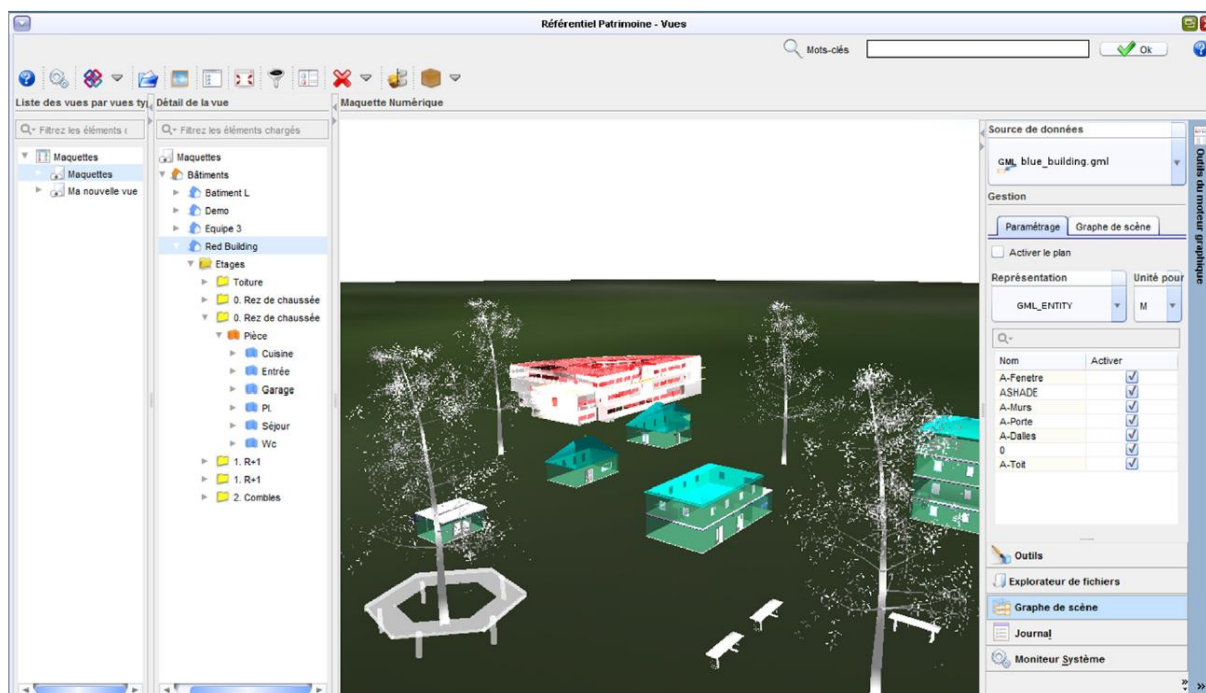 Référentiel Patrimoine - Vues
Mots-clés
Ok
Liste des vues par vues ty
Détail de la vue
Maquette Numérique
Filtrez les éléments
Filtrez les éléments chargés
Maquettes
Maquettes
Ma nouvelle vue
Maquettes
Bâtiments
Batiment L
Demo
Equipe 3
Red Building
Etages
Toiture
0. Rez de chaussée
0. Rez de chaussée
Pièce
Cuisine
Entrée
Garage
Pl.
Séjour
Wc
1. R+1
1. R+1
2. Combles
Source de données
GML blue_building.gml
Gestion
Paramétrage Graphe de scène
Activer le plan
Représentation Unité pour
GML_ENTITY M
Nom Activer
A-Fenetre
ASHADE
A-Murs
A-Porte
A-Dalles
0
A-Toit
Outils
Explorateur de fichiers
Graphe de scène
Journal
Moniteur Système
Outils du moteur graphique